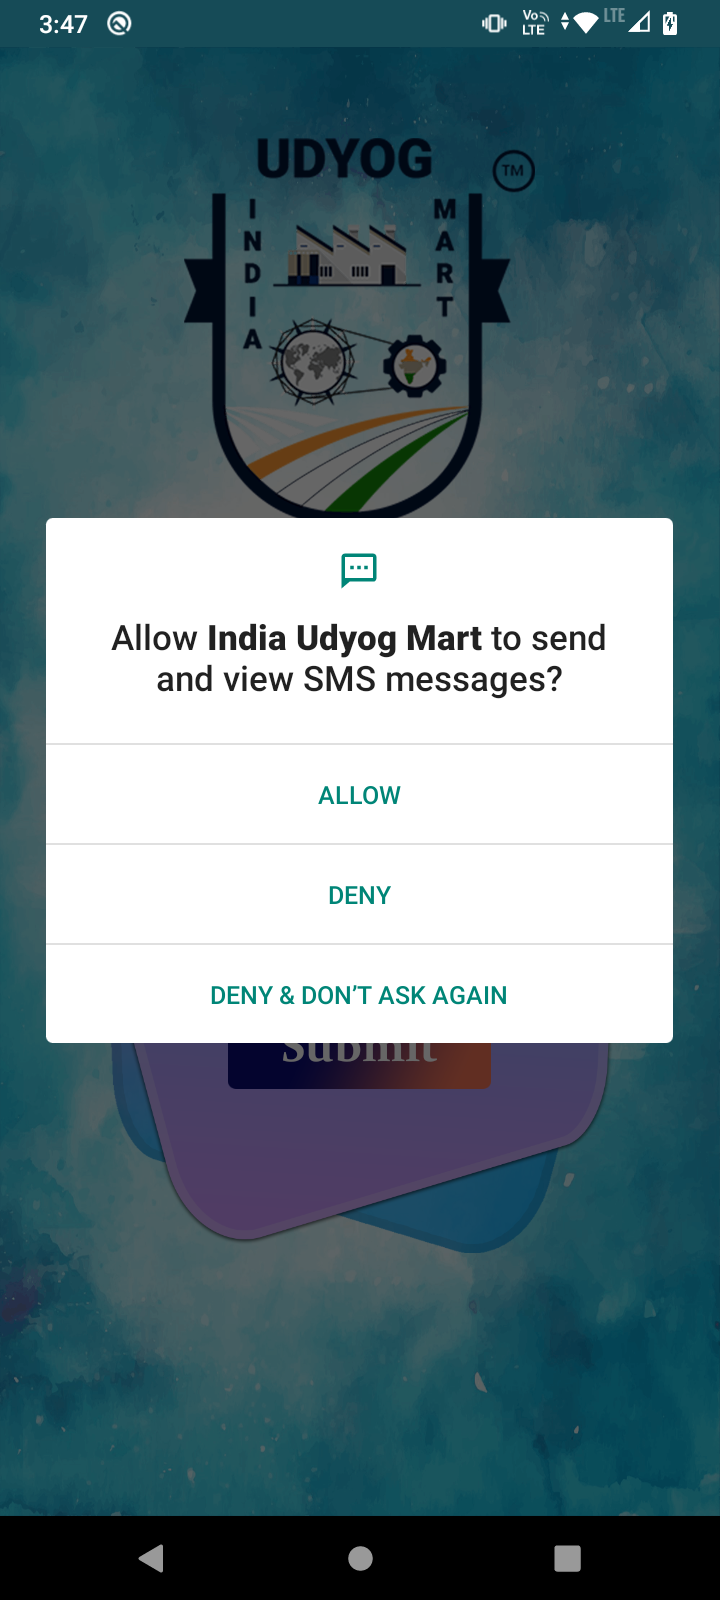 3:47
Vo LTE
LTE
UDYOG
TM
INDIA
MART
Allow India Udyog Mart to send
and view SMS messages?
ALLOW
DENY
DENY & DON’T ASK AGAIN
Submit